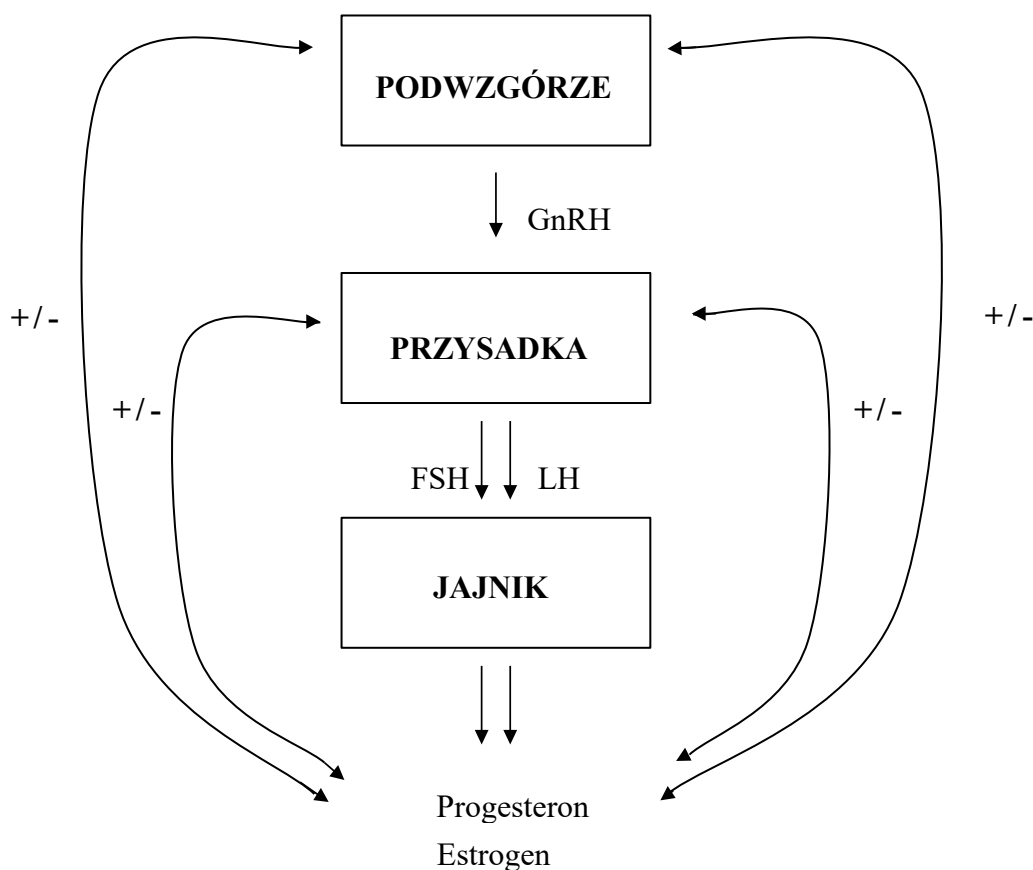 PODWZGÓRZE
GnRH
+/-
+/-
PRZYSADKA
+/-
+/-
FSH
LH
JAJNIK
Progesteron
Estrogen